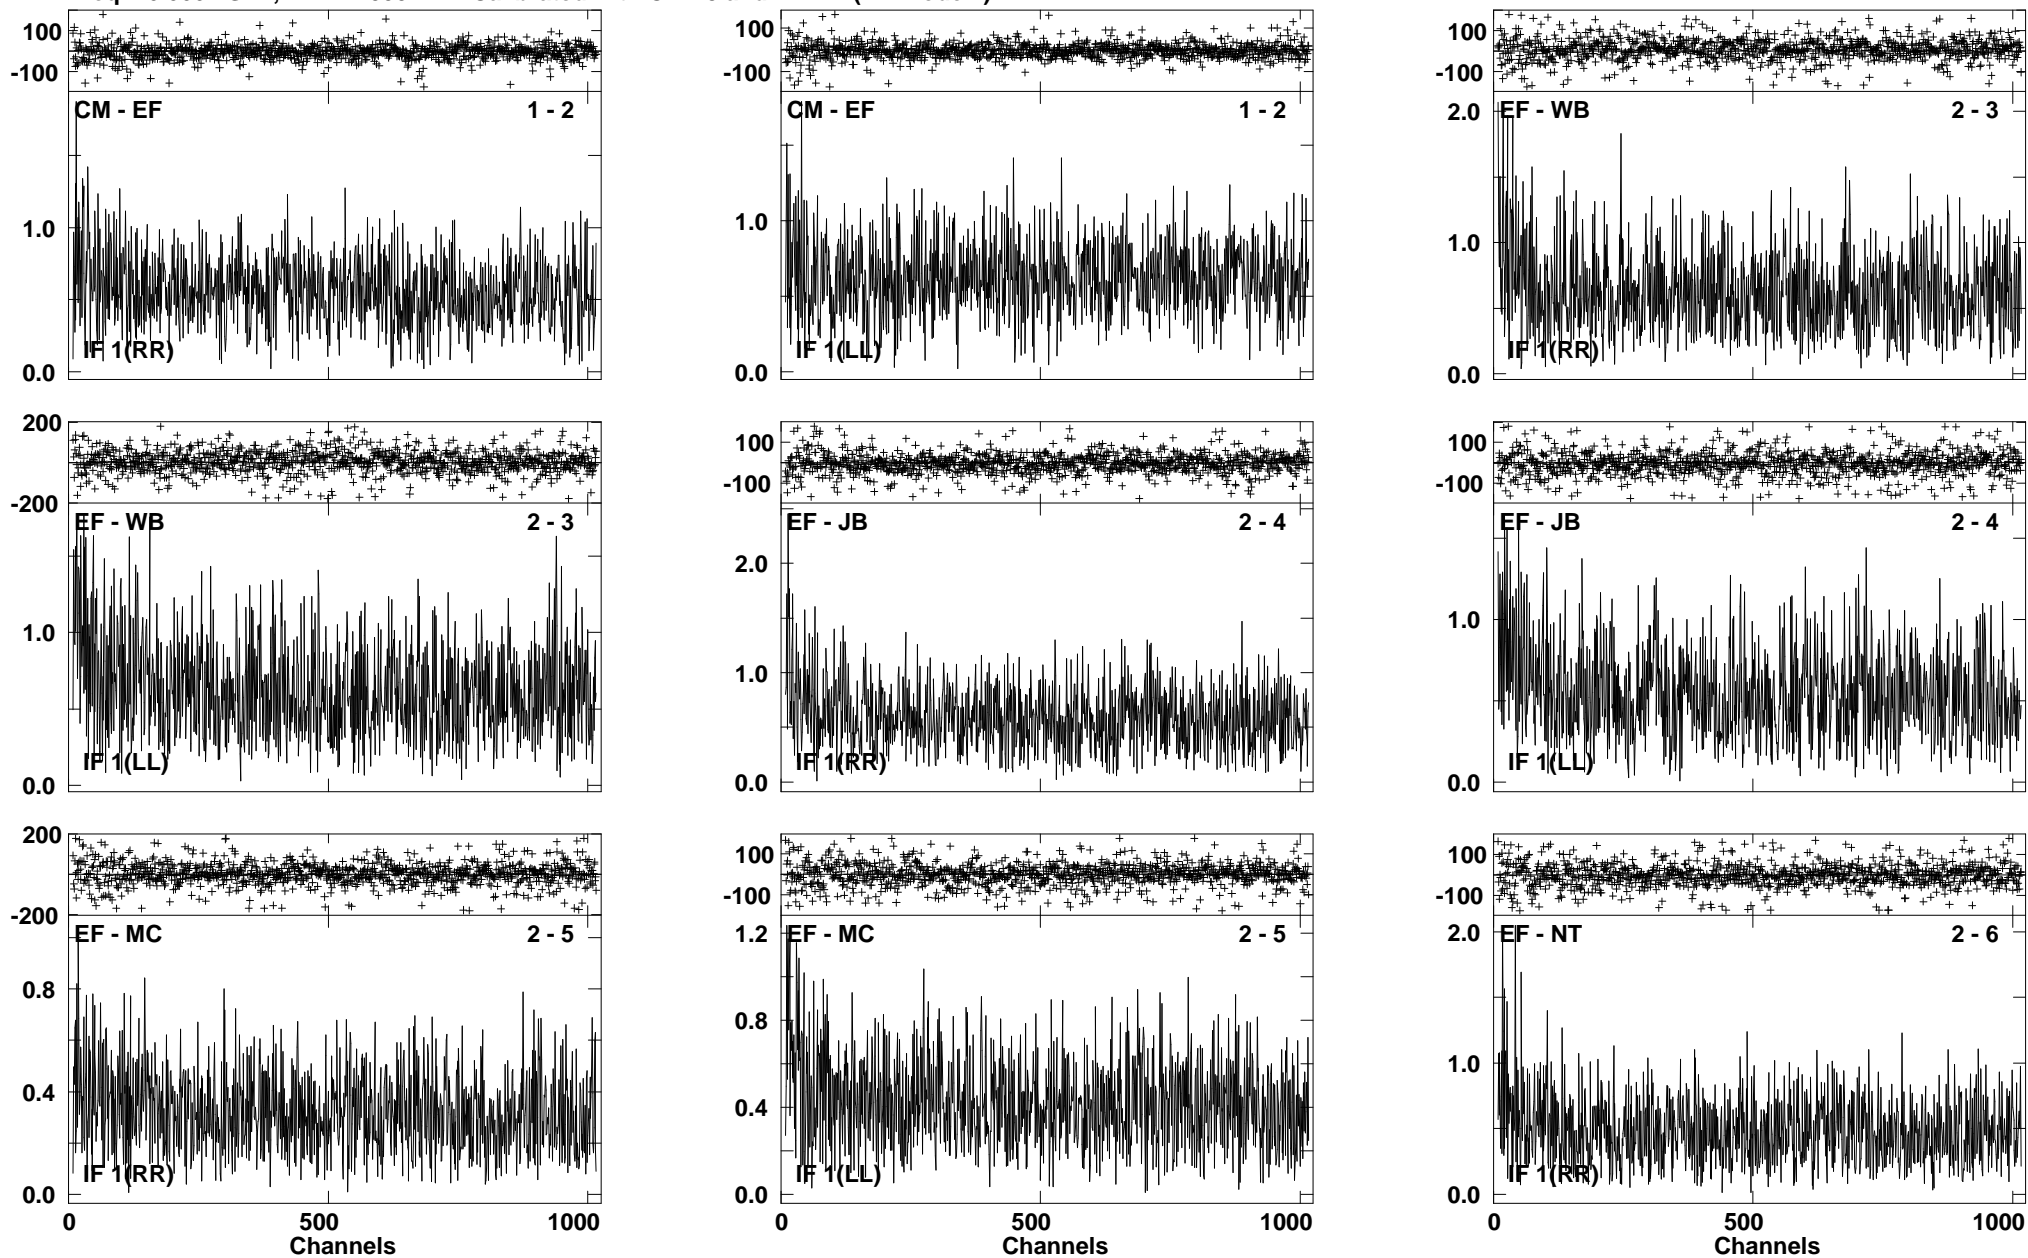 100
-100
CM - EF 1 - 2
1.0
IF 1(RR)
0.0
100
-100
CM - EF 1 - 2
1.0
IF 1(LL)
0.0
100
-100
2.0
EF - WB 2 - 3
1.0
IF 1(RR)
0.0
200
-200
EF - WB 2 - 3
1.0
IF 1(LL)
0.0
100
-100
EF - JB 2 - 4
2.0
1.0
IF 1(RR)
0.0
100
-100
EF - JB 2 - 4
1.0
IF 1(LL)
0.0
200
-200
EF - MC 2 - 5
0.8
0.4
IF 1(RR)
0.0
0 500 1000
Channels
100
-100
1.2
EF - MC 2 - 5
0.8
0.4
IF 1(LL)
0.0
0 500 1000
Channels
100
-100
2.0
EF - NT 2 - 6
1.0
IF 1(RR)
0.0
0 500 1000
Channels